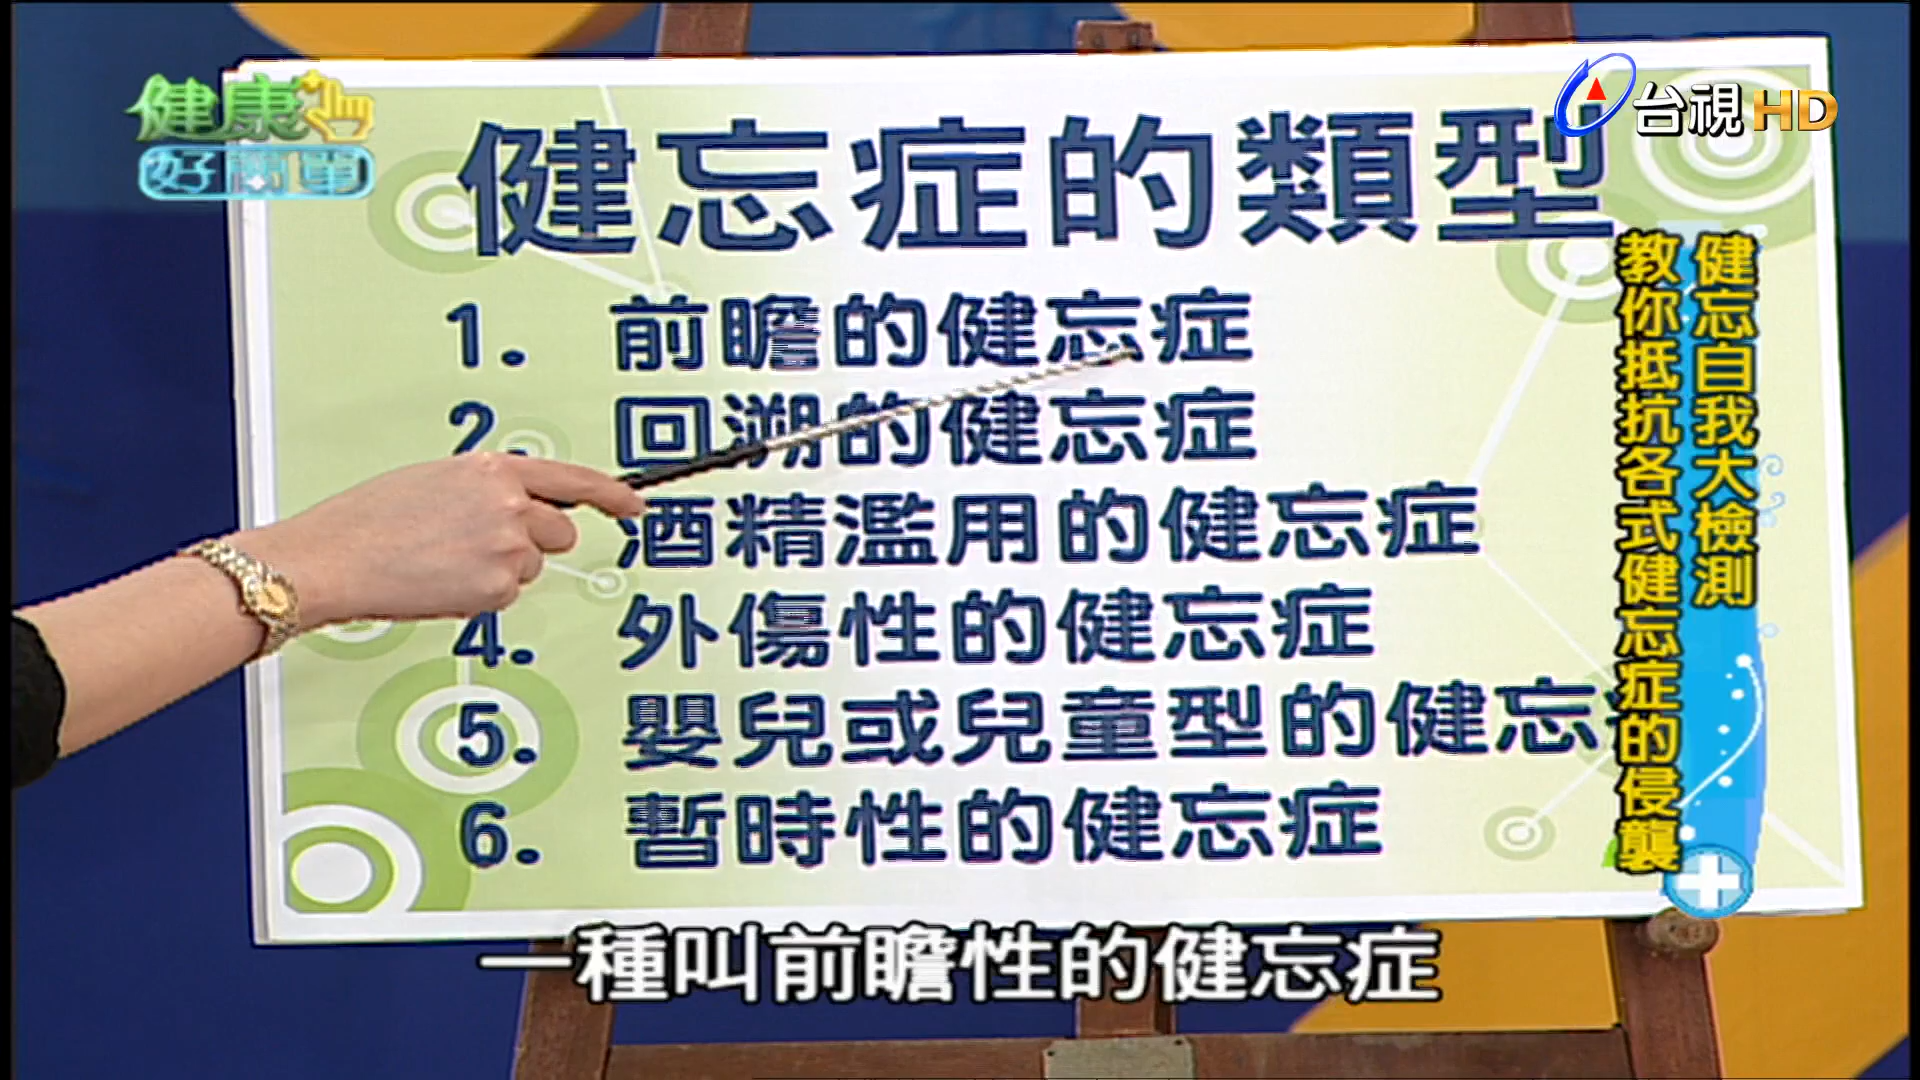 健康
好簡單
台視HD
健忘症的類型
1. 前瞻的健忘症
2. 回溯的健忘症
酒精濫用的健忘症
4. 外傷性的健忘症
5. 嬰兒或兒童型的健忘
6. 暫時性的健忘症
健忘自我大檢測
教你抵抗各式健忘症的侵襲
一種叫前瞻性的健忘症